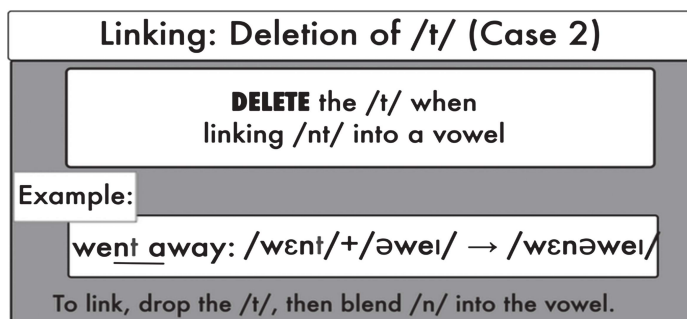 Linking: Deletion of /t/ (Case 2)
DELETE the /t/ when
linking /nt/ into a vowel
Example:
went away: /wɛnt/+/əweɪ/ → /wɛnəweɪ/
To link, drop the /t/, then blend /n/ into the vowel.